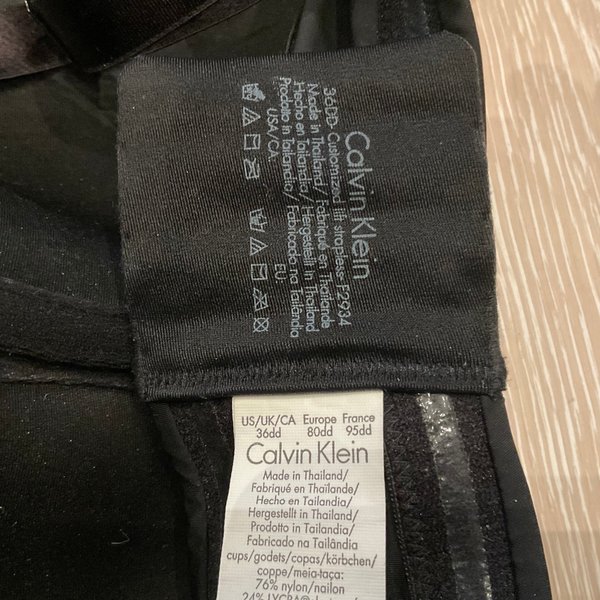 Calvin Klein
36DD Customized lift strapless F2934
Made in Thailand/ Fabriqué en Thaïlande
Hecho en Tailandia/ Hergestellt in Thailand
Prodotto in Tailandia/ Fabricado na Tailândia
USA/CA: EU:
US/UK/CA Europe France
36dd 80dd 95dd
Calvin Klein
Made in Thailand/
Fabriqué en Thaïlande/
Hecho en Tailandia/
Hergestellt in Thailand/
Prodotto in Tailandia/
Fabricado na Tailândia
cups/godets/copas/körbchen/
coppe/meia-taça:
76% nylon/nailon
24% LYCRA®